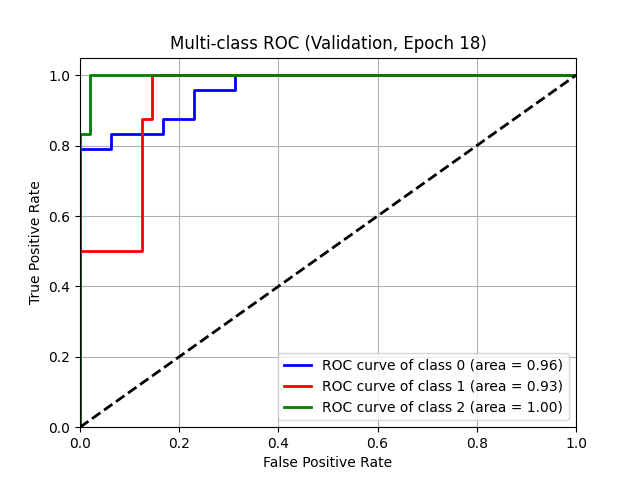 Multi-class ROC (Validation, Epoch 18)
True Positive Rate
1.0
0.8
0.6
0.4
0.2
0.0
ROC curve of class 0 (area = 0.96)
ROC curve of class 1 (area = 0.93)
ROC curve of class 2 (area = 1.00)
0.0 0.2 0.4 0.6 0.8 1.0
False Positive Rate